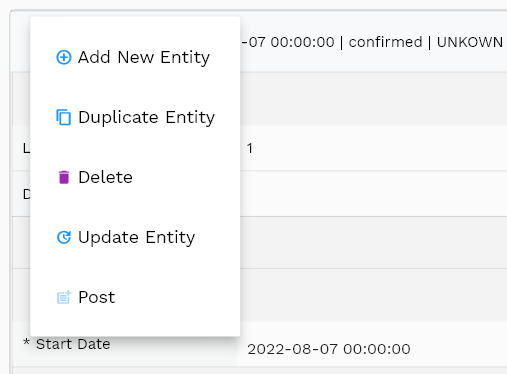 -07 00:00:00 | confirmed | UNKOWN
Add New Entity
Duplicate Entity
L 1
Delete
D
Update Entity
Post
* Start Date 2022-08-07 00:00:00